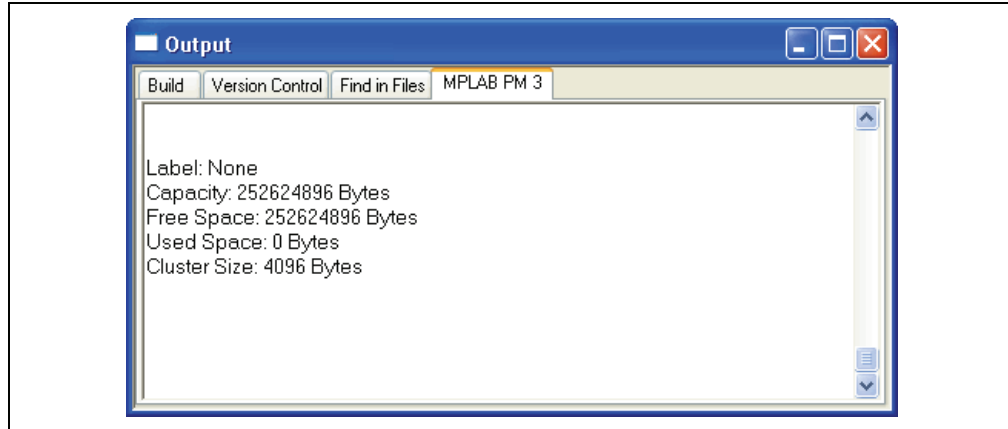 Output
Build Version Control Find in Files MPLAB PM 3
Label: None
Capacity: 252624896 Bytes
Free Space: 252624896 Bytes
Used Space: 0 Bytes
Cluster Size: 4096 Bytes